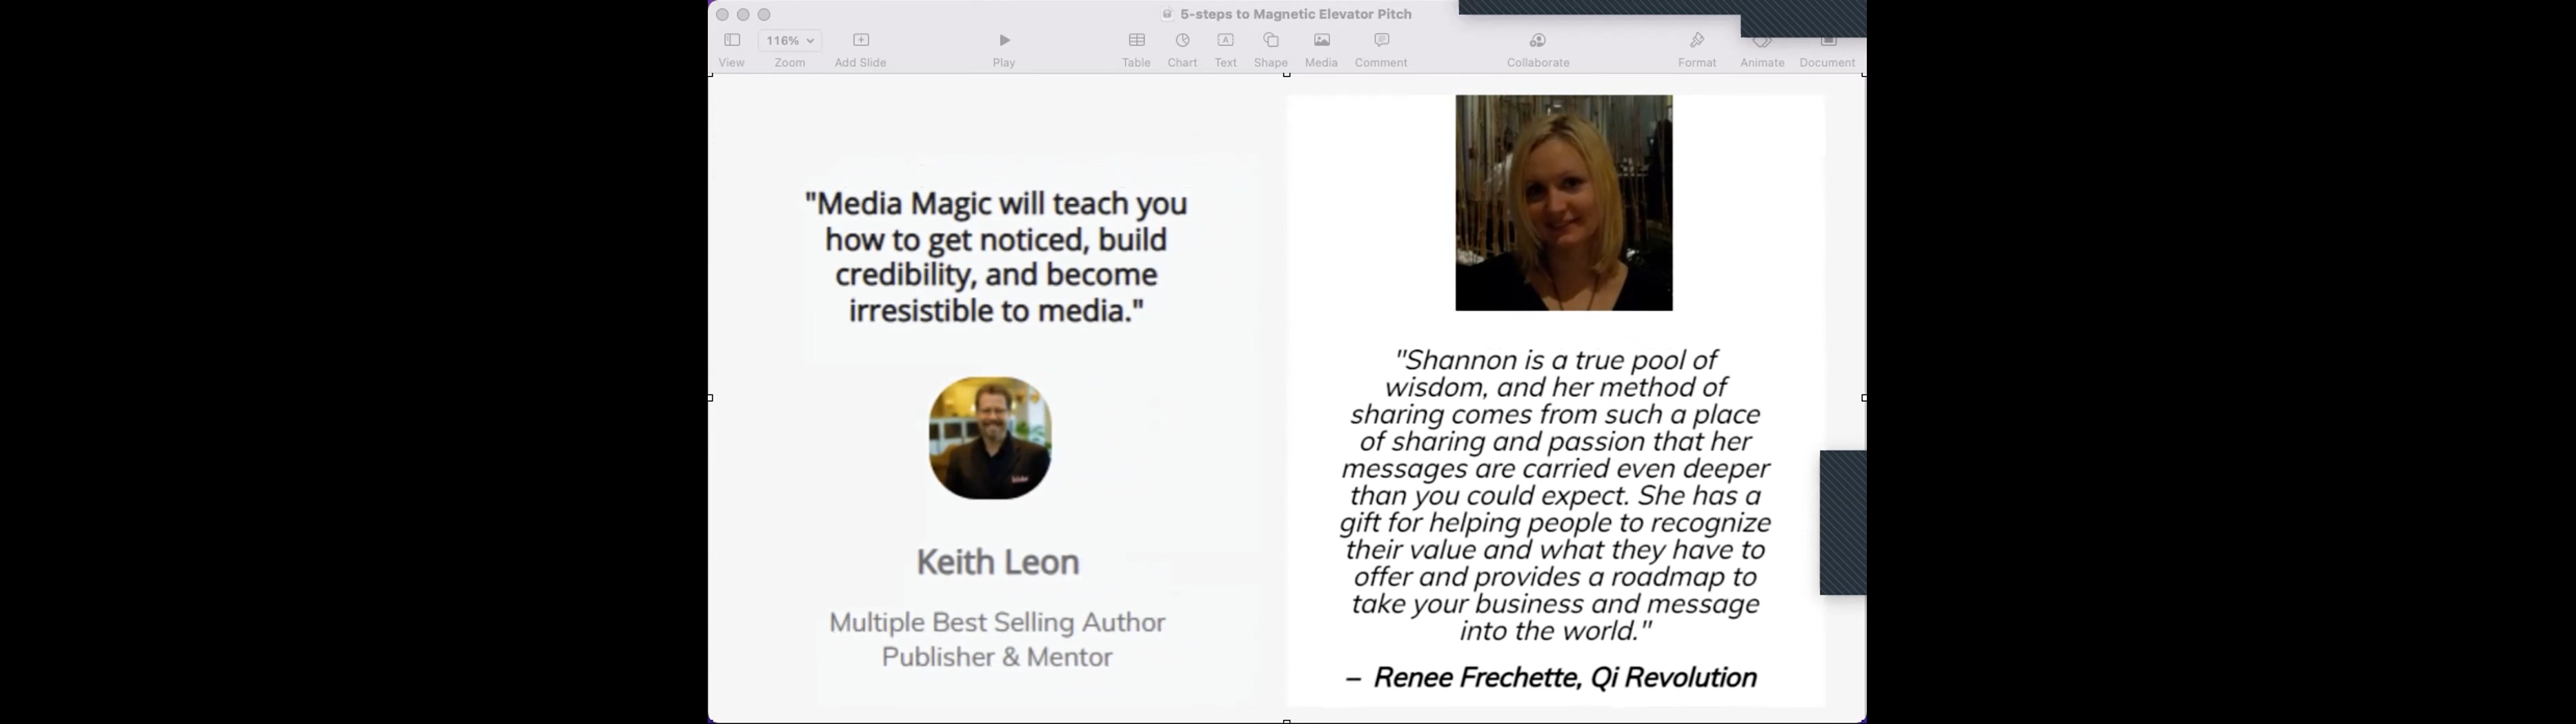 5-steps to Magnetic Elevator Pitch
116%
View Zoom Add Slide Play Table Chart Text Shape Media Comment Collaborate Format Animate Document
"Media Magic will teach you
how to get noticed, build
credibility, and become
irresistible to media."
Keith Leon
Multiple Best Selling Author
Publisher & Mentor
"Shannon is a true pool of
wisdom, and her method of
sharing comes from such a place
of sharing and passion that her
messages are carried even deeper
than you could expect. She has a
gift for helping people to recognize
their value and what they have to
offer and provides a roadmap to
take your business and message
into the world."
– Renee Frechette, Qi Revolution